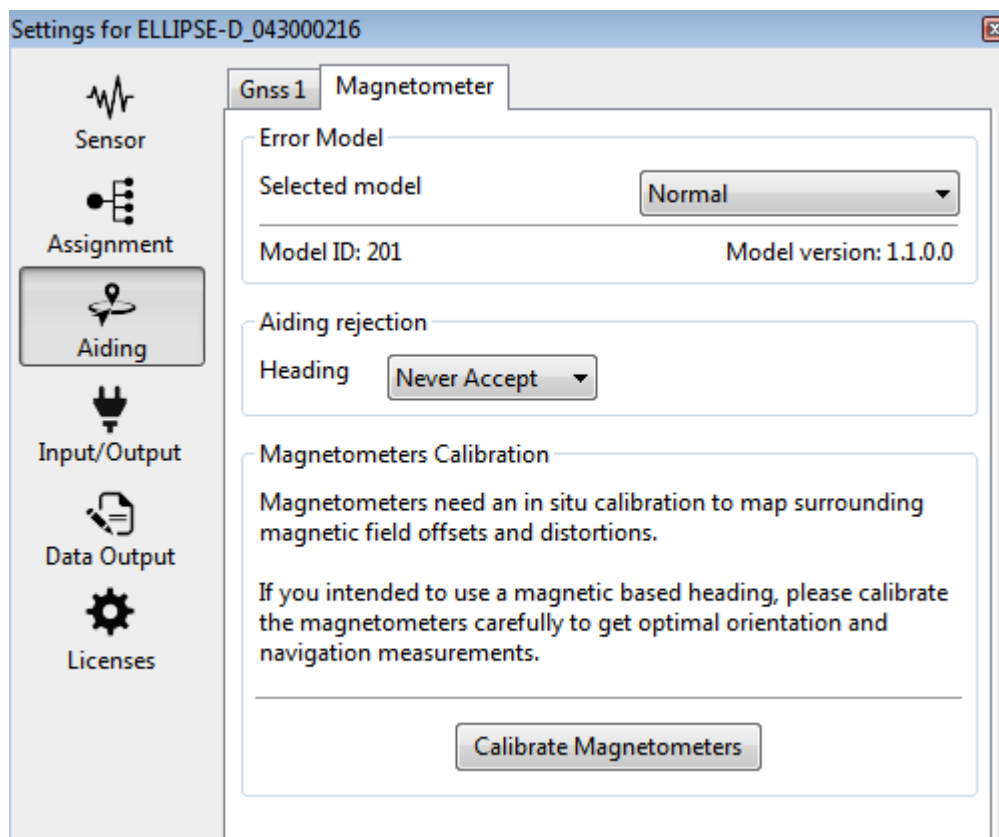 Settings for ELLIPSE-D_043000216
Sensor
Assignment
Aiding
Input/Output
Data Output
Licenses
Gnss 1
Magnetometer
Error Model
Selected model
Normal
Model ID: 201
Model version: 1.1.0.0
Aiding rejection
Heading
Never Accept
Magnetometers Calibration
Magnetometers need an in situ calibration to map surrounding
magnetic field offsets and distortions.
If you intended to use a magnetic based heading, please calibrate
the magnetometers carefully to get optimal orientation and
navigation measurements.
Calibrate Magnetometers